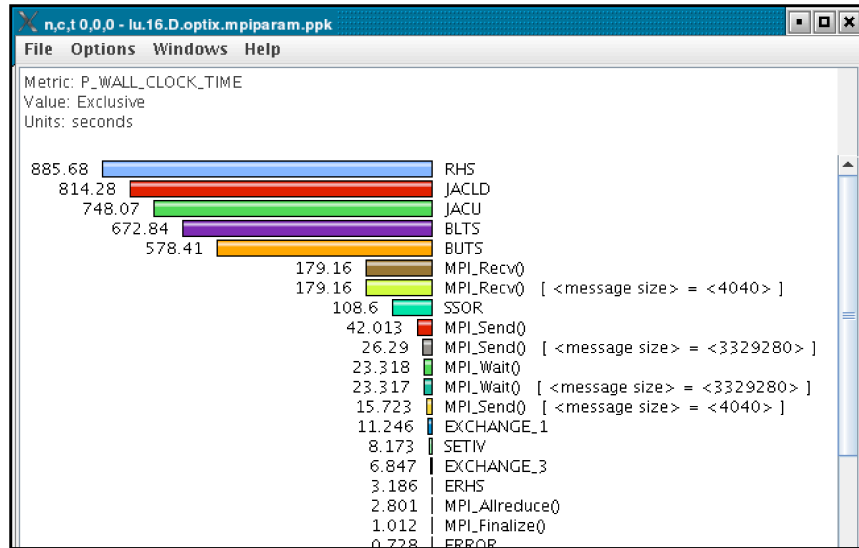 n,c,t 0,0,0 - lu.16.D.optix.mpiparam.ppk
File Options Windows Help
Metric: P_WALL_CLOCK_TIME
Value: Exclusive
Units: seconds
885.68 RHS
814.28 JACLD
748.07 JACU
672.84 BLTS
578.41 BUTS
179.16 MPI_Recv()
179.16 MPI_Recv() [ <message size> = <4040> ]
108.6 SSOR
42.013 MPI_Send()
26.29 MPI_Send() [ <message size> = <3329280> ]
23.318 MPI_Wait()
23.317 MPI_Wait() [ <message size> = <3329280> ]
15.723 MPI_Send() [ <message size> = <4040> ]
11.246 EXCHANGE_1
8.173 SETIV
6.847 EXCHANGE_3
3.186 ERHS
2.801 MPI_Allreduce()
1.012 MPI_Finalize()
0.728 ERROR